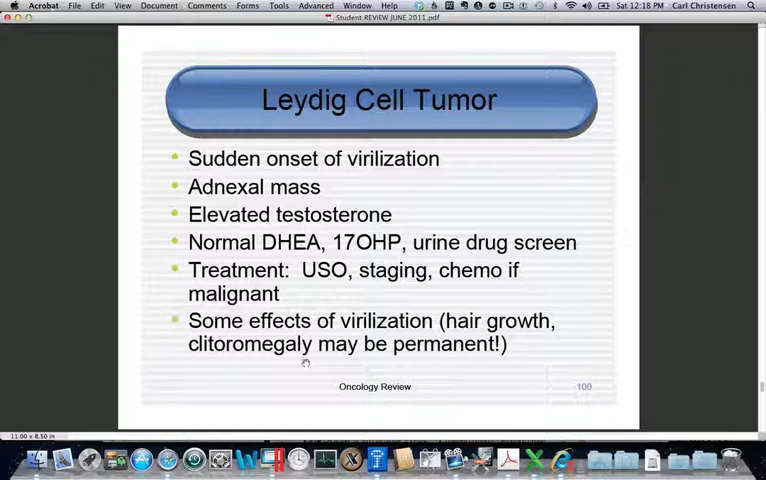 Acrobat File Edit View Document Comments Forms Tools Advanced Window Help Sat 12:18 PM Carl Christensen
Student REVIEW JUNE 2011.pdf
Leydig Cell Tumor
• Sudden onset of virilization
• Adnexal mass
• Elevated testosterone
• Normal DHEA, 17OHP, urine drug screen
• Treatment: USO, staging, chemo if
malignant
• Some effects of virilization (hair growth,
clitoromegaly may be permanent!)
Oncology Review 100
11.00 x 8.50 in